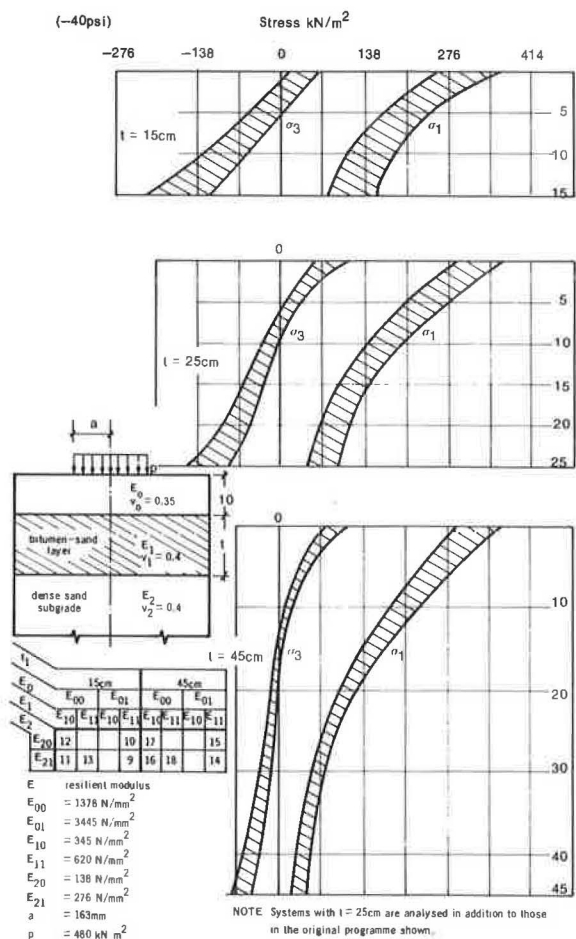 (-40psi) Stress kN/m²
-276 -138 0 138 276 414
t = 15cm
σ3
σ1
5
10
15
0
t = 25cm
σ3
σ1
5
10
15
20
25
a
p
E0
v0 = 0.35
10
bitumen-sand
layer
E1
v1 = 0.4
t
dense sand
subgrade
E2
v2 = 0.4
0
t = 45cm
σ3
σ1
10
20
30
40
45
15cm 45cm
E0 E00 E01 E00 E01
E1 E10 E11 E10 E11 E10 E11 E10 E11
E2
E20 12 10 17 15
E21 11 13 9 16 18 14
E resilient modulus
E00 = 1378 N/mm²
E01 = 3445 N/mm²
E10 = 345 N/mm²
E11 = 620 N/mm²
E20 = 138 N/mm²
E21 = 276 N/mm²
a = 163mm
p = 480 kN m²
NOTE Systems with t = 25cm are analysed in addition to those
in the original programme shown.